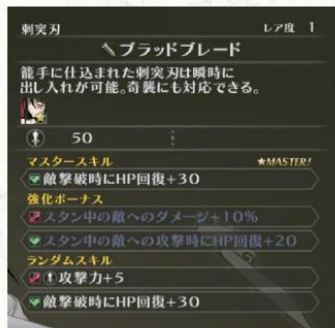 刺突刃 レア度 1
ブラッドブレード
籠手に仕込まれた刺突刃は瞬時に
出し入れが可能。奇襲にも対応できる。
50
マスタースキル ★MASTER!
敵撃破時にHP回復+30
強化ボーナス
スタン中の敵へのダメージ+10%
スタン中の敵への攻撃時にHP回復+20
ランダムスキル
攻撃力+5
敵撃破時にHP回復+30